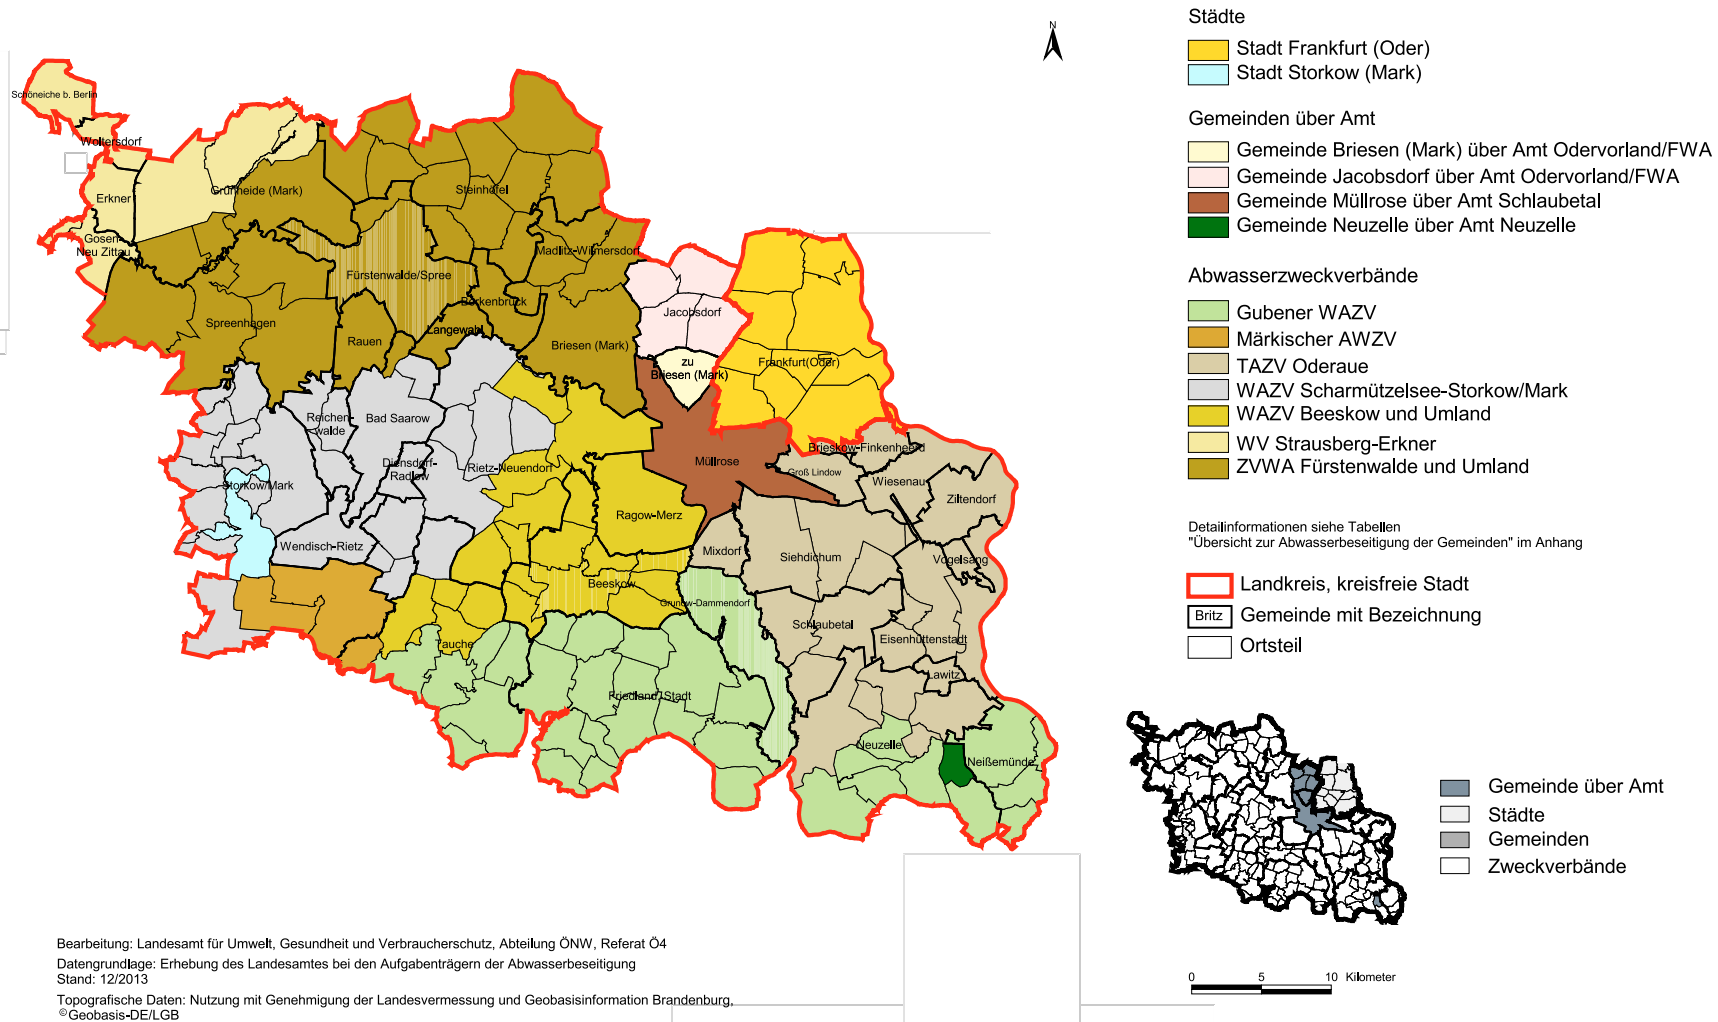 N
Schöneiche b. Berlin
Woltersdorf
Erkner
Grünheide (Mark)
Gosen-
Neu Zittau
Steinhöfel
Madlitz-Wilmersdorf
Fürstenwalde/Spree
Berkenbrück
Langewahl
Spreenhagen
Rauen
Briesen (Mark)
Jacobsdorf
zu
Briesen (Mark)
Frankfurt(Oder)
Reichen-
walde
Bad Saarow
Diensdorf-
Radlow
Rietz-Neuendorf
Storkow/Mark
Wendisch-Rietz
Müllrose
Brieskow-Finkenheerd
Groß Lindow
Wiesenau
Ziltendorf
Ragow-Merz
Mixdorf
Siehdichum
Vogelsang
Beeskow
Grunow-Dammendorf
Schlaubetal
Eisenhüttenstadt
Tauche
Lawitz
Friedland, Stadt
Neuzelle
Neißemünde
Städte
Stadt Frankfurt (Oder)
Stadt Storkow (Mark)
Gemeinden über Amt
Gemeinde Briesen (Mark) über Amt Odervorland/FWA
Gemeinde Jacobsdorf über Amt Odervorland/FWA
Gemeinde Müllrose über Amt Schlaubetal
Gemeinde Neuzelle über Amt Neuzelle
Abwasserzweckverbände
Gubener WAZV
Märkischer AWZV
TAZV Oderaue
WAZV Scharmützelsee-Storkow/Mark
WAZV Beeskow und Umland
WV Strausberg-Erkner
ZVWA Fürstenwalde und Umland
Detailinformationen siehe Tabellen
"Übersicht zur Abwasserbeseitigung der Gemeinden" im Anhang
Landkreis, kreisfreie Stadt
Britz Gemeinde mit Bezeichnung
Ortsteil
Gemeinde über Amt
Städte
Gemeinden
Zweckverbände
0 5 10 Kilometer
Bearbeitung: Landesamt für Umwelt, Gesundheit und Verbraucherschutz, Abteilung ÖNW, Referat Ö4
Datengrundlage: Erhebung des Landesamtes bei den Aufgabenträgern der Abwasserbeseitigung
Stand: 12/2013
Topografische Daten: Nutzung mit Genehmigung der Landesvermessung und Geobasisinformation Brandenburg,
©Geobasis-DE/LGB